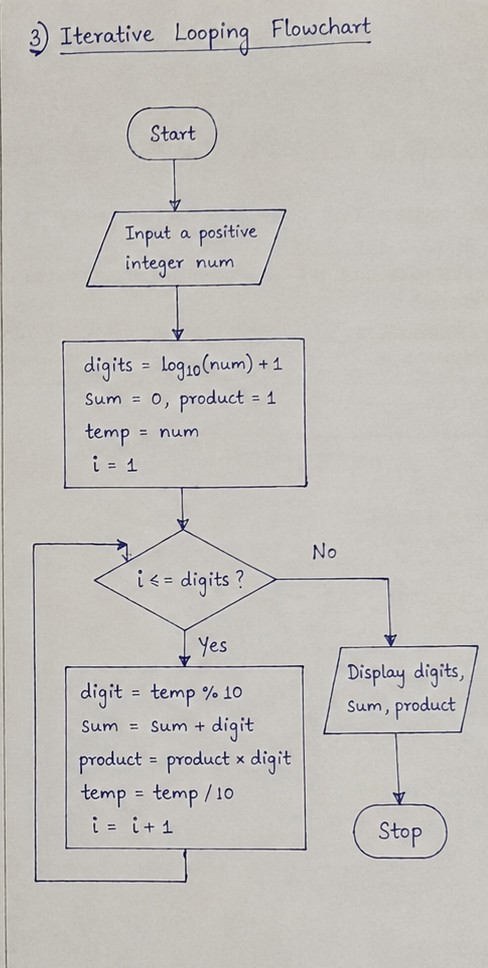 3) Iterative Looping Flowchart
Start
Input a positive
integer num
digits = log₁₀(num) + 1
sum = 0, product = 1
temp = num
i = 1
i <= digits ?
No
Yes
digit = temp % 10
sum = sum + digit
product = product × digit
temp = temp / 10
i = i + 1
Display digits,
sum, product
Stop